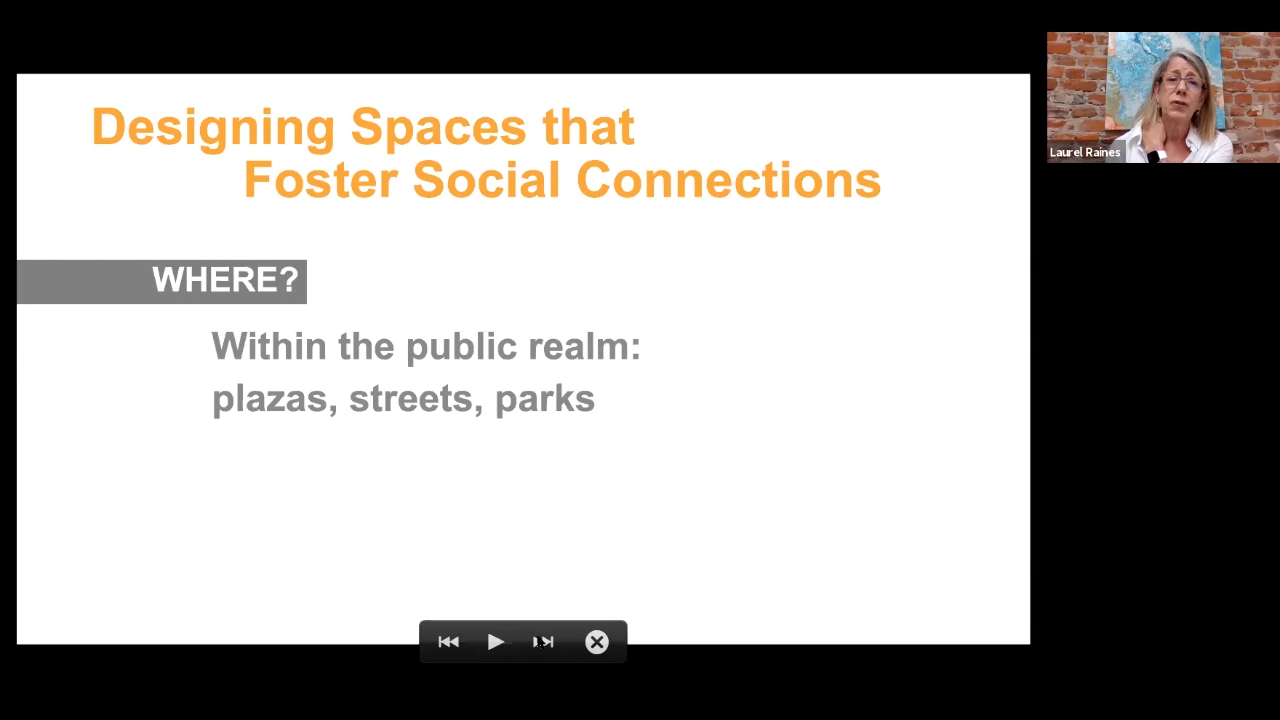 Designing Spaces that
Foster Social Connections
WHERE?
Within the public realm:
plazas, streets, parks
Laurel Raines